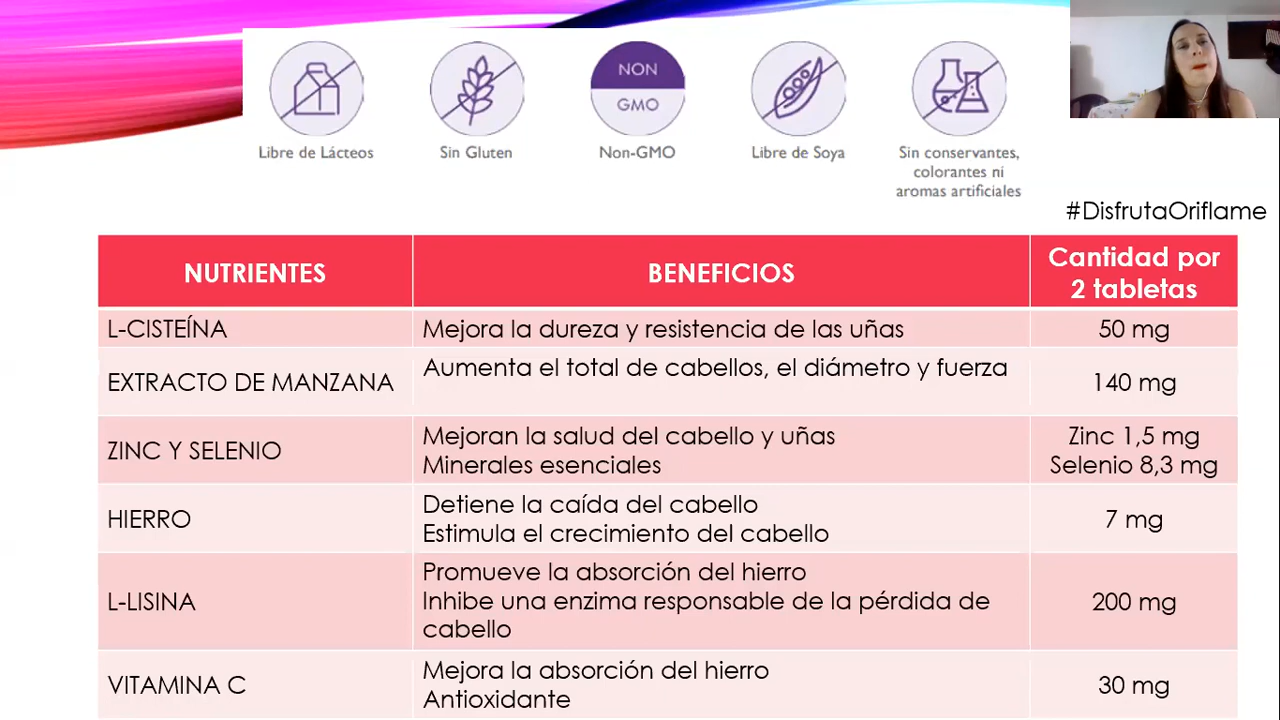 NON
GMO
Libre de Lácteos
Sin Gluten
Non-GMO
Libre de Soya
Sin conservantes,
colorantes ni
aromas artificiales
#DisfrutaOriflame
NUTRIENTES
BENEFICIOS
Cantidad por
2 tabletas
L-CISTEÍNA
Mejora la dureza y resistencia de las uñas
50 mg
EXTRACTO DE MANZANA
Aumenta el total de cabellos, el diámetro y fuerza
140 mg
ZINC Y SELENIO
Mejoran la salud del cabello y uñas
Minerales esenciales
Zinc 1,5 mg
Selenio 8,3 mg
HIERRO
Detiene la caída del cabello
Estimula el crecimiento del cabello
7 mg
L-LISINA
Promueve la absorción del hierro
Inhibe una enzima responsable de la pérdida de
cabello
200 mg
VITAMINA C
Mejora la absorción del hierro
Antioxidante
30 mg